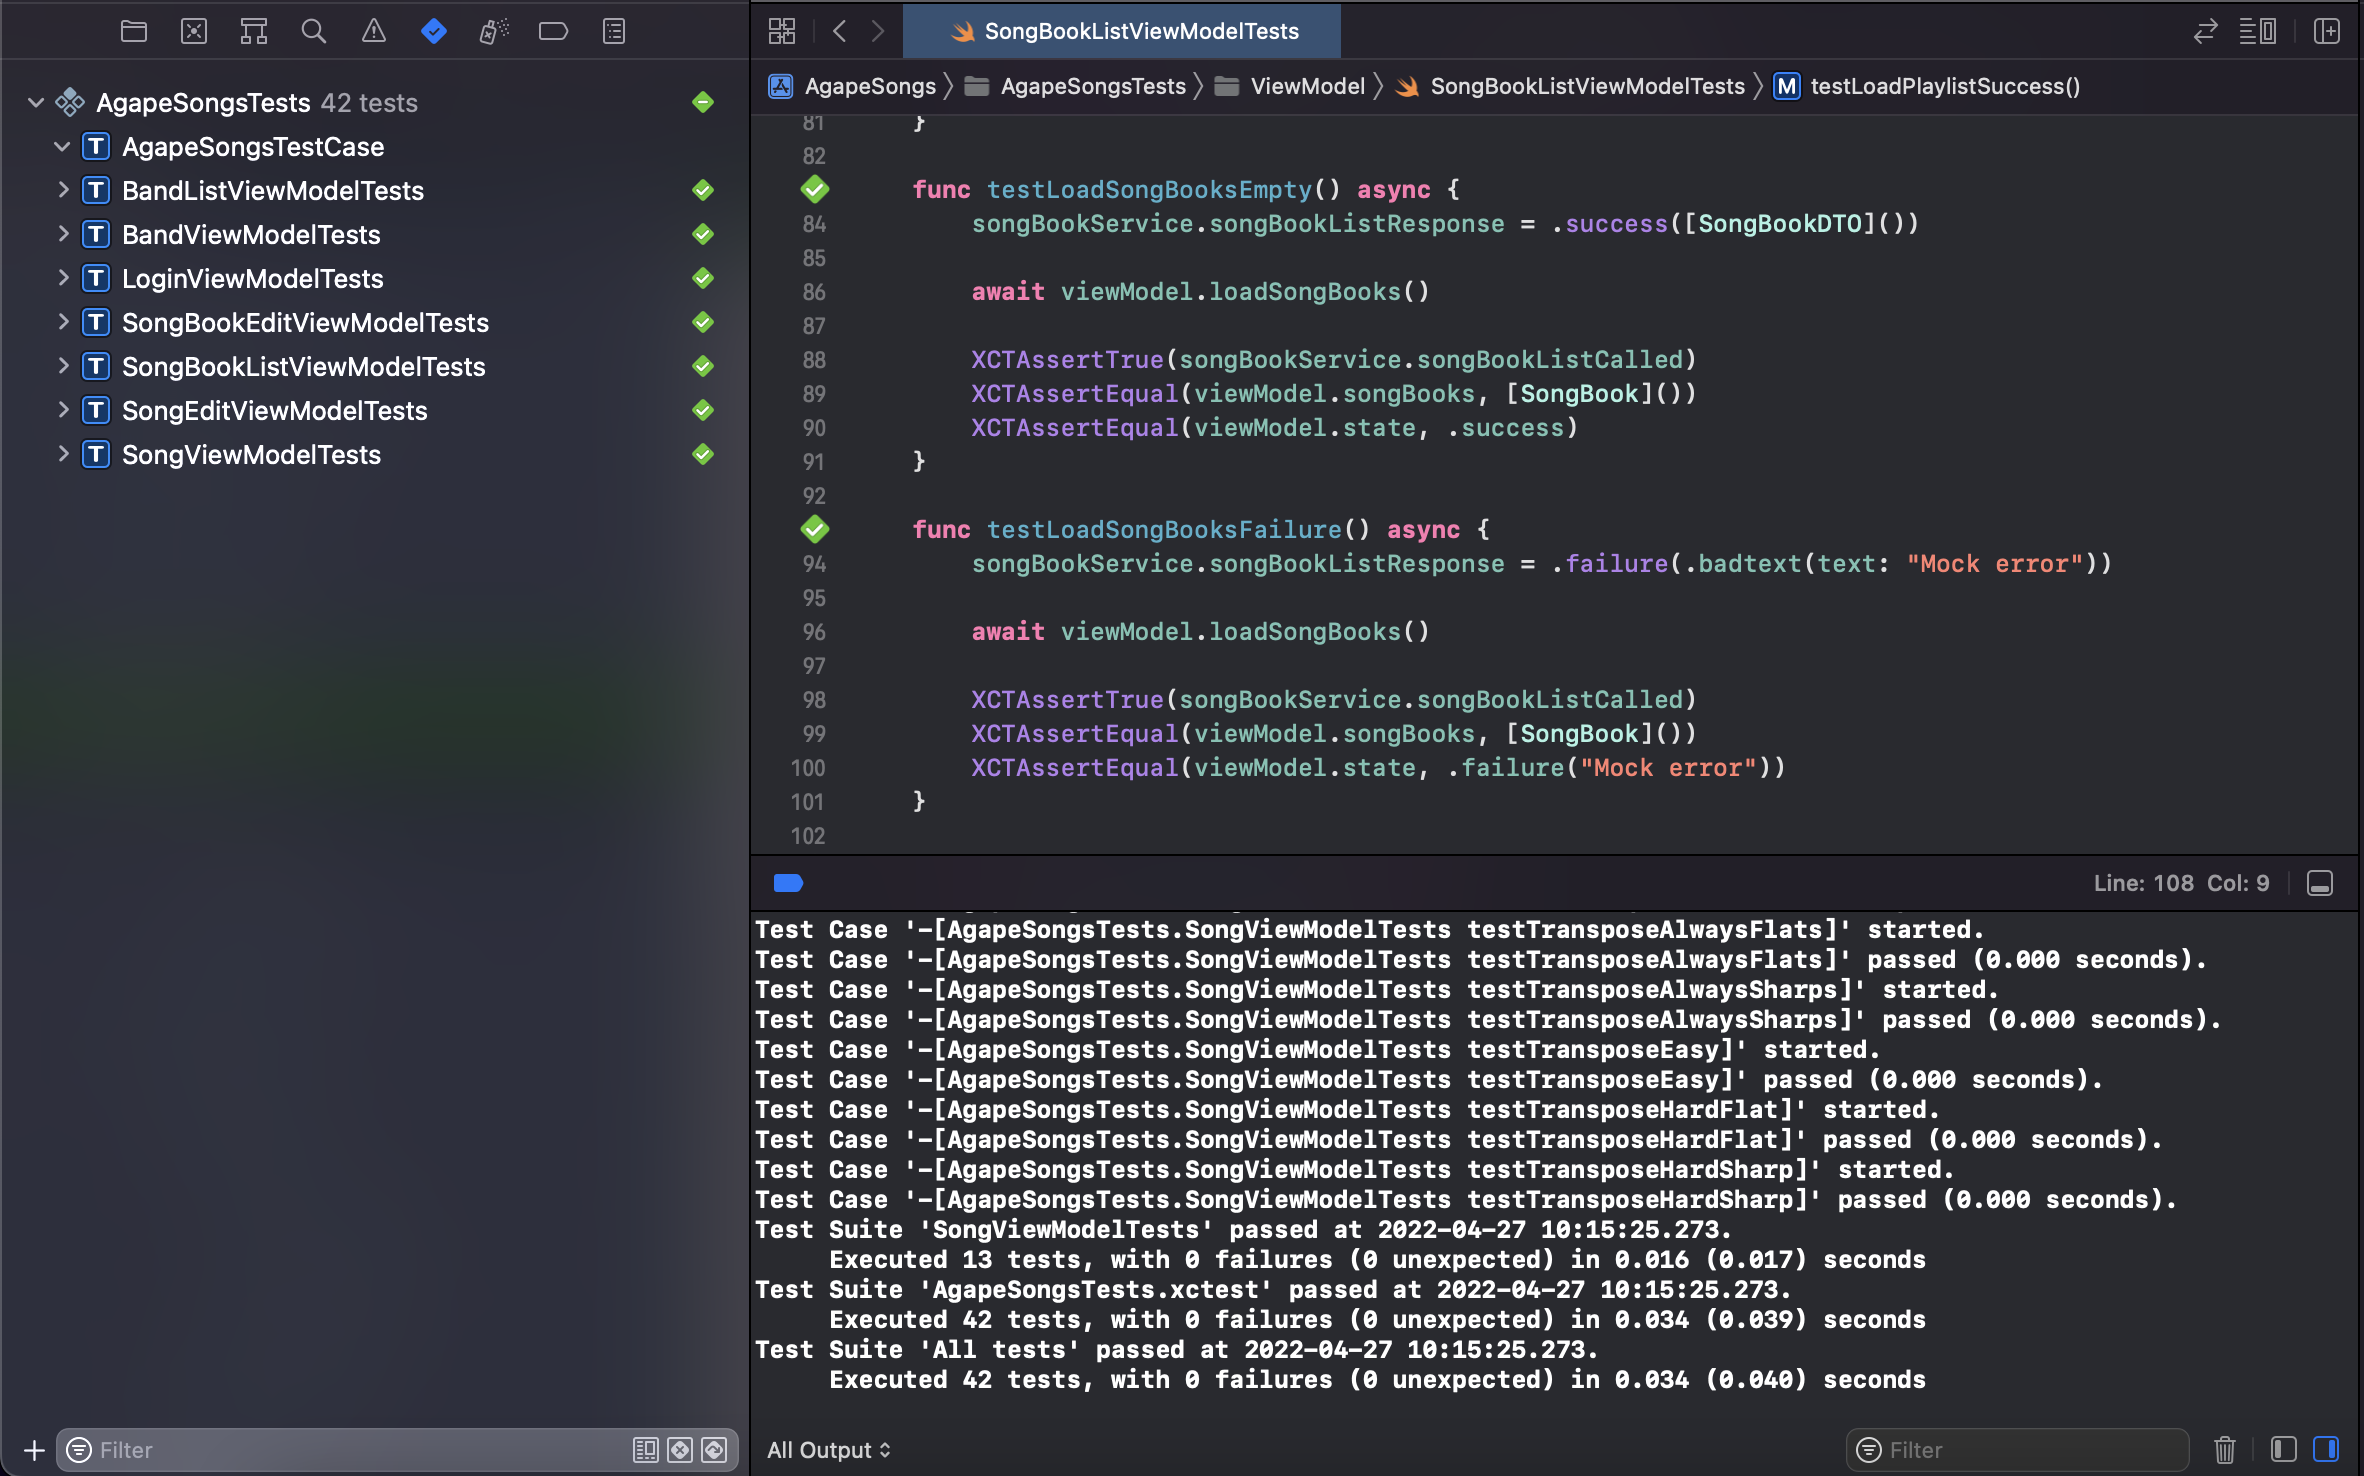 AgapeSongsTests 42 tests
T AgapeSongsTestCase
T BandListViewModelTests
T BandViewModelTests
T LoginViewModelTests
T SongBookEditViewModelTests
T SongBookListViewModelTests
T SongEditViewModelTests
T SongViewModelTests
Filter
SongBookListViewModelTests
AgapeSongs AgapeSongsTests ViewModel SongBookListViewModelTests M testLoadPlaylistSuccess()
81 }
82
func testLoadSongBooksEmpty() async {
84 songBookService.songBookListResponse = .success([SongBookDTO]())
85
86 await viewModel.loadSongBooks()
87
88 XCTAssertTrue(songBookService.songBookListCalled)
89 XCTAssertEqual(viewModel.songBooks, [SongBook]())
90 XCTAssertEqual(viewModel.state, .success)
91 }
92
func testLoadSongBooksFailure() async {
94 songBookService.songBookListResponse = .failure(.badtext(text: "Mock error"))
95
96 await viewModel.loadSongBooks()
97
98 XCTAssertTrue(songBookService.songBookListCalled)
99 XCTAssertEqual(viewModel.songBooks, [SongBook]())
100 XCTAssertEqual(viewModel.state, .failure("Mock error"))
101 }
102
Line: 108 Col: 9
Test Case '-[AgapeSongsTests.SongViewModelTests testTransposeAlwaysFlats]' started.
Test Case '-[AgapeSongsTests.SongViewModelTests testTransposeAlwaysFlats]' passed (0.000 seconds).
Test Case '-[AgapeSongsTests.SongViewModelTests testTransposeAlwaysSharps]' started.
Test Case '-[AgapeSongsTests.SongViewModelTests testTransposeAlwaysSharps]' passed (0.000 seconds).
Test Case '-[AgapeSongsTests.SongViewModelTests testTransposeEasy]' started.
Test Case '-[AgapeSongsTests.SongViewModelTests testTransposeEasy]' passed (0.000 seconds).
Test Case '-[AgapeSongsTests.SongViewModelTests testTransposeHardFlat]' started.
Test Case '-[AgapeSongsTests.SongViewModelTests testTransposeHardFlat]' passed (0.000 seconds).
Test Case '-[AgapeSongsTests.SongViewModelTests testTransposeHardSharp]' started.
Test Case '-[AgapeSongsTests.SongViewModelTests testTransposeHardSharp]' passed (0.000 seconds).
Test Suite 'SongViewModelTests' passed at 2022-04-27 10:15:25.273.
Executed 13 tests, with 0 failures (0 unexpected) in 0.016 (0.017) seconds
Test Suite 'AgapeSongsTests.xctest' passed at 2022-04-27 10:15:25.273.
Executed 42 tests, with 0 failures (0 unexpected) in 0.034 (0.039) seconds
Test Suite 'All tests' passed at 2022-04-27 10:15:25.273.
Executed 42 tests, with 0 failures (0 unexpected) in 0.034 (0.040) seconds
All Output
Filter